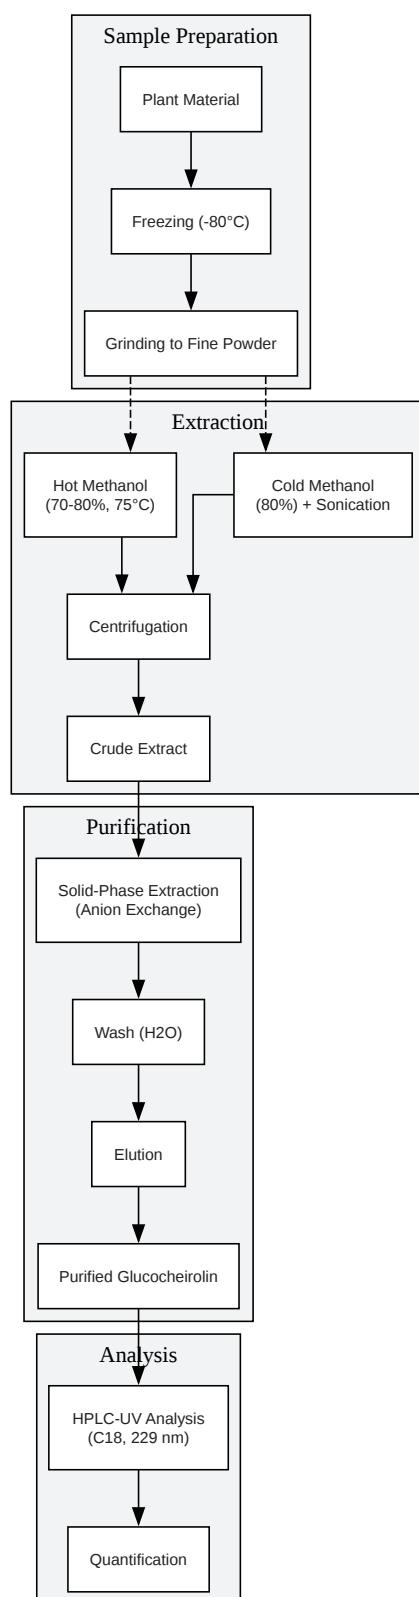 Sample Preparation
Plant Material
Freezing (-80°C)
Grinding to Fine Powder
Extraction
Hot Methanol
(70-80%, 75°C)
Cold Methanol
(80%) + Sonication
Centrifugation
Crude Extract
Purification
Solid-Phase Extraction
(Anion Exchange)
Wash (H2O)
Elution
Purified Glucocheirolin
Analysis
HPLC-UV Analysis
(C18, 229 nm)
Quantification